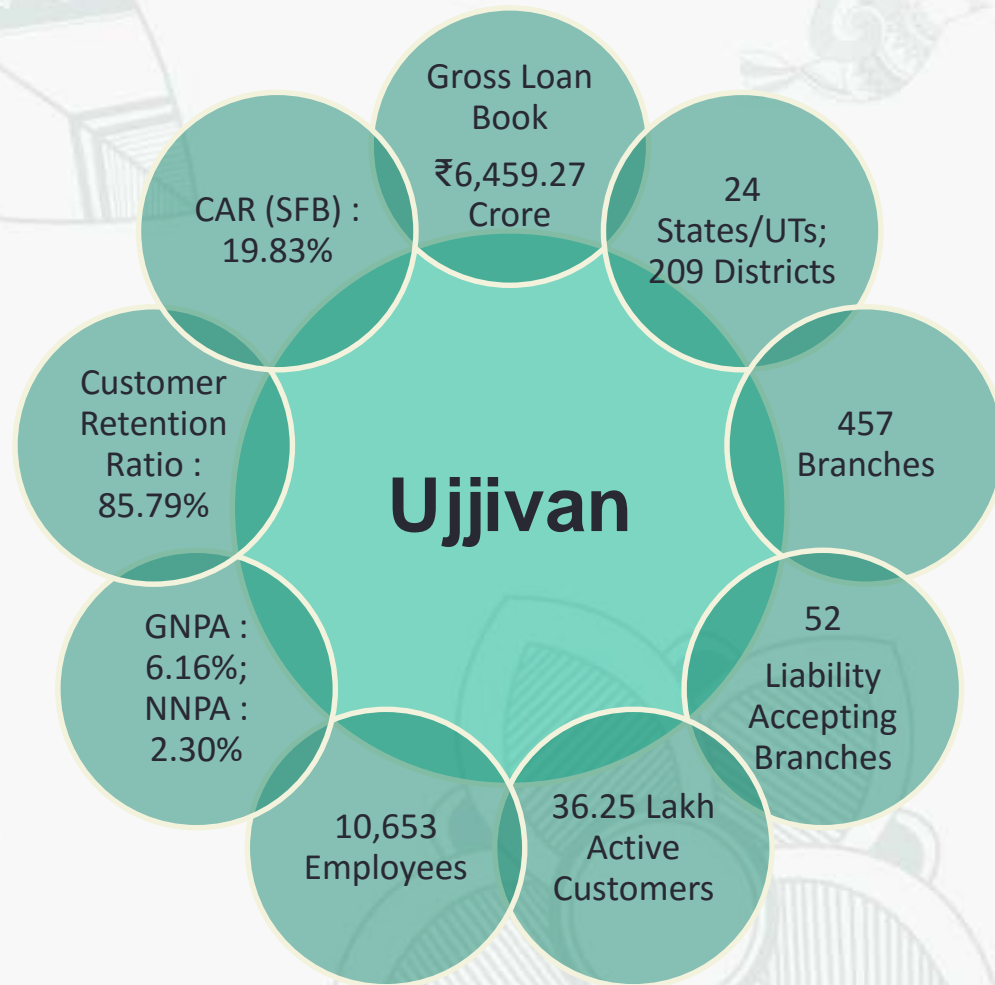 Gross Loan
Book
₹6,459.27
Crore
24
States/UTs;
209 Districts
457
Branches
52
Liability
Accepting
Branches
36.25 Lakh
Active
Customers
10,653
Employees
GNPA :
6.16%;
NNPA :
2.30%
Customer
Retention
Ratio :
85.79%
CAR (SFB) :
19.83%
Ujjivan